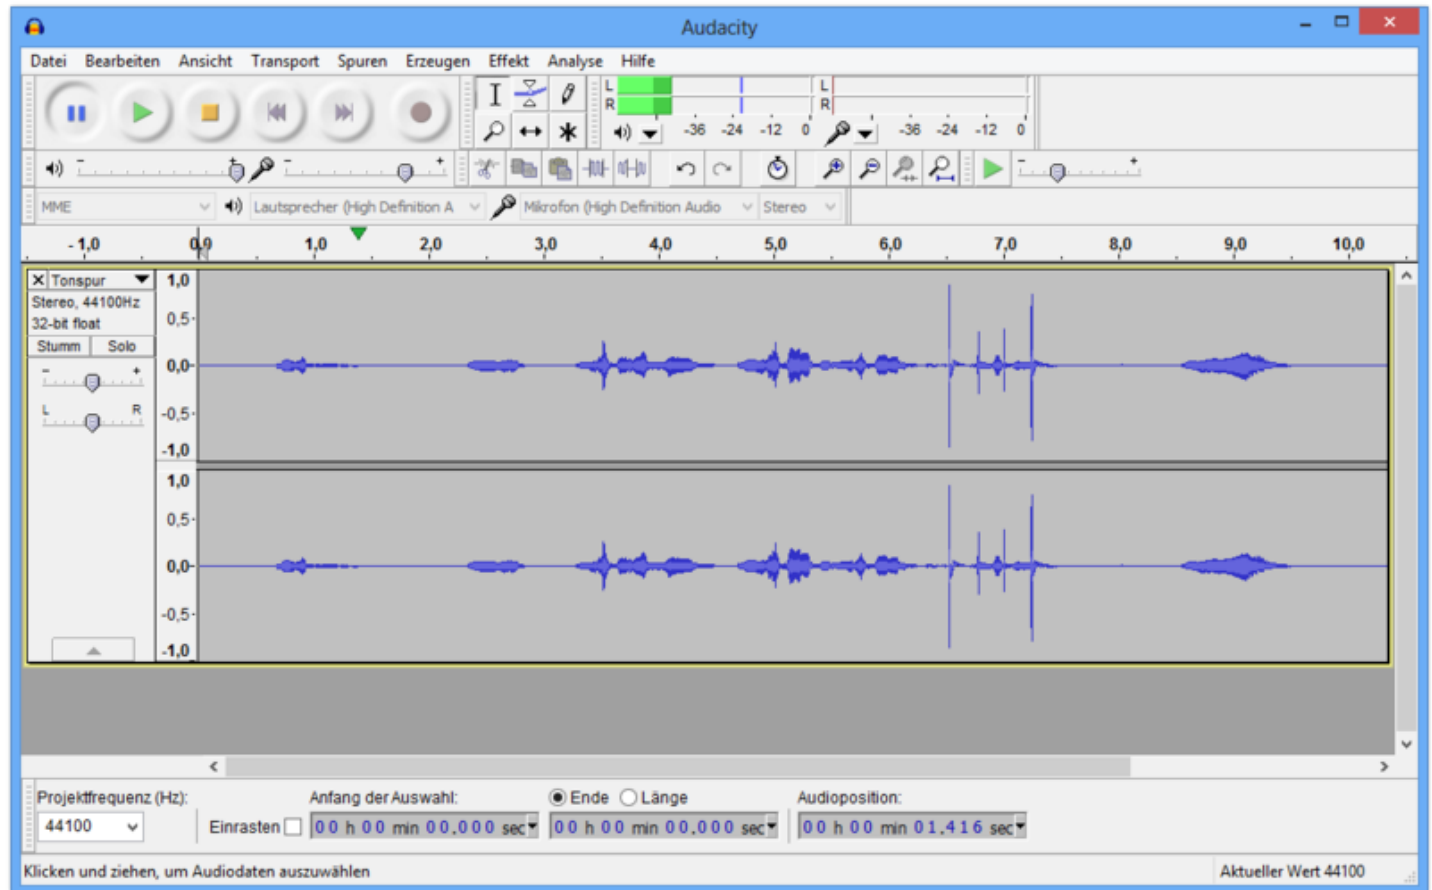 Audacity
Datei Bearbeiten Ansicht Transport Spuren Erzeugen Effekt Analyse Hilfe
L L
R R
-36 -24 -12 0 -36 -24 -12 0
MME Lautsprecher (High Definition A Mikrofon (High Definition Audio Stereo
- 1,0 0,0 1,0 2,0 3,0 4,0 5,0 6,0 7,0 8,0 9,0 10,0
X Tonspur 1,0
Stereo, 44100Hz 0,5
32-bit float
Stumm Solo
- + 0,0
L R -0,5
-1,0
1,0
0,5
0,0
-0,5
-1,0
Projektfrequenz (Hz): Anfang der Auswahl: Ende Länge Audioposition:
44100 Einrasten 00 h 00 min 00,000 sec 00 h 00 min 00,000 sec 00 h 00 min 01,416 sec
Klicken und ziehen, um Audiodaten auszuwählen Aktueller Wert 44100